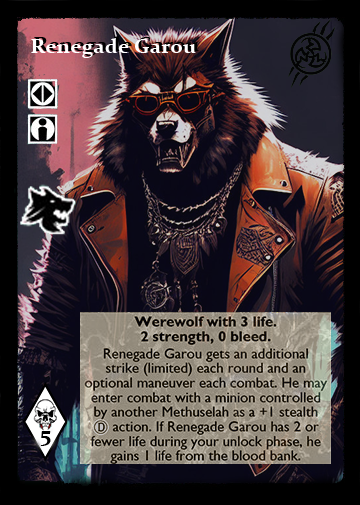 Renegade Garou
Werewolf with 3 life.
2 strength, 0 bleed.
Renegade Garou gets an additional
strike (limited) each round and an
optional maneuver each combat. He may
enter combat with a minion controlled
by another Methuselah as a +1 stealth
Ⓓ action. If Renegade Garou has 2 or
fewer life during your unlock phase, he
gains 1 life from the blood bank.
5